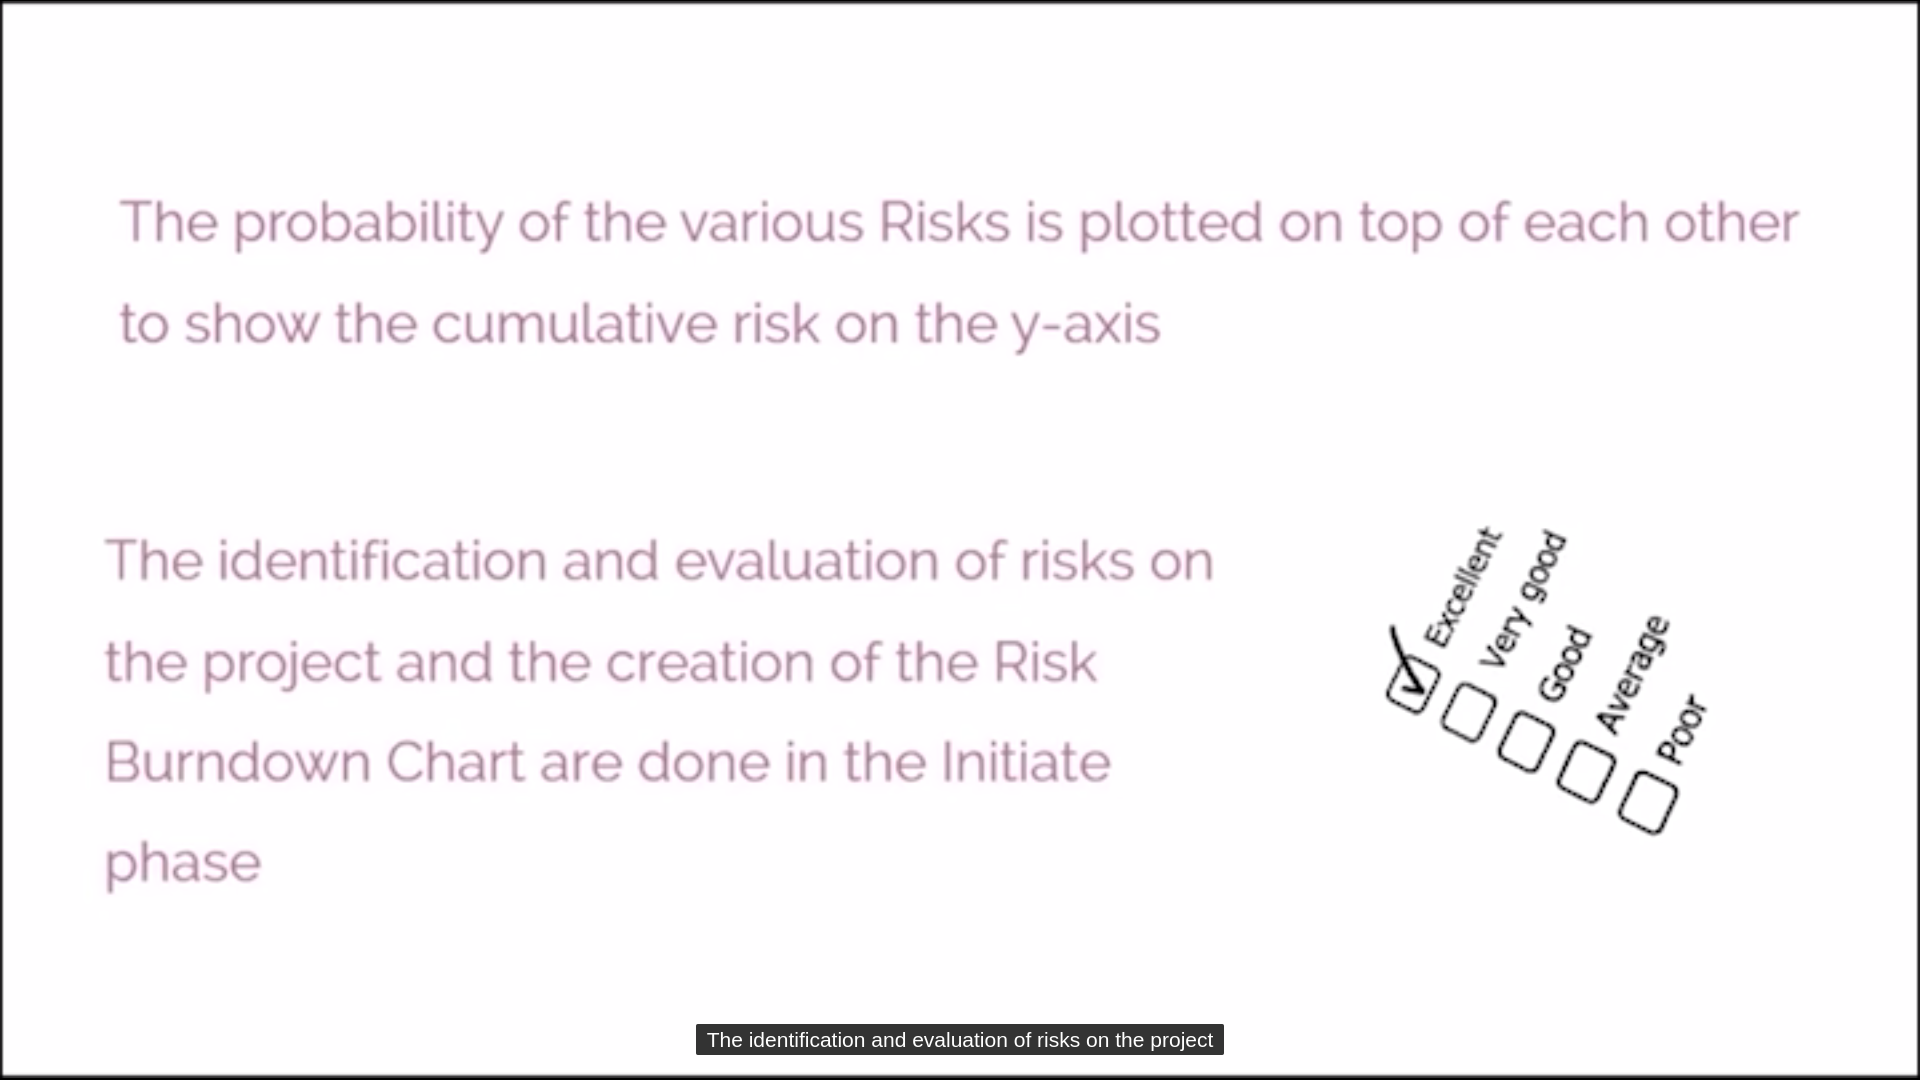 The probability of the various Risks is plotted on top of each other
to show the cumulative risk on the y-axis
The identification and evaluation of risks on
the project and the creation of the Risk
Burndown Chart are done in the Initiate
phase
Excellent
Very good
Good
Average
Poor
The identification and evaluation of risks on the project